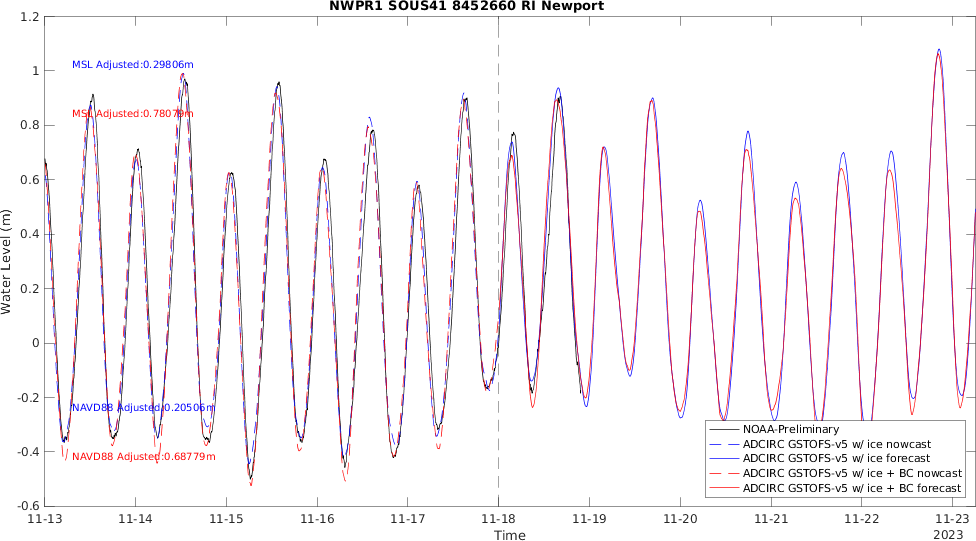 NWPR1 SOUS41 8452660 RI Newport
1.2
1
0.8
0.6
0.4
0.2
0
-0.2
-0.4
-0.6
Water Level (m)
MSL Adjusted:0.29806m
MSL Adjusted:0.78079m
NAVD88 Adjusted:0.20506m
NAVD88 Adjusted:0.68779m
NOAA-Preliminary
ADCIRC GSTOFS-v5 w/ ice nowcast
ADCIRC GSTOFS-v5 w/ ice forecast
ADCIRC GSTOFS-v5 w/ ice + BC nowcast
ADCIRC GSTOFS-v5 w/ ice + BC forecast
11-13 11-14 11-15 11-16 11-17 11-18 11-19 11-20 11-21 11-22 11-23
Time
2023